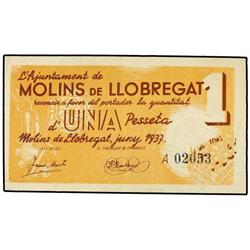 L'Ajuntament de
MOLINS DE LLOBREGAT
reconeix a favor del portador la quantitat
d' UNA Pesseta
1
Molins de Llobregat, juny, 1937.
A 02053